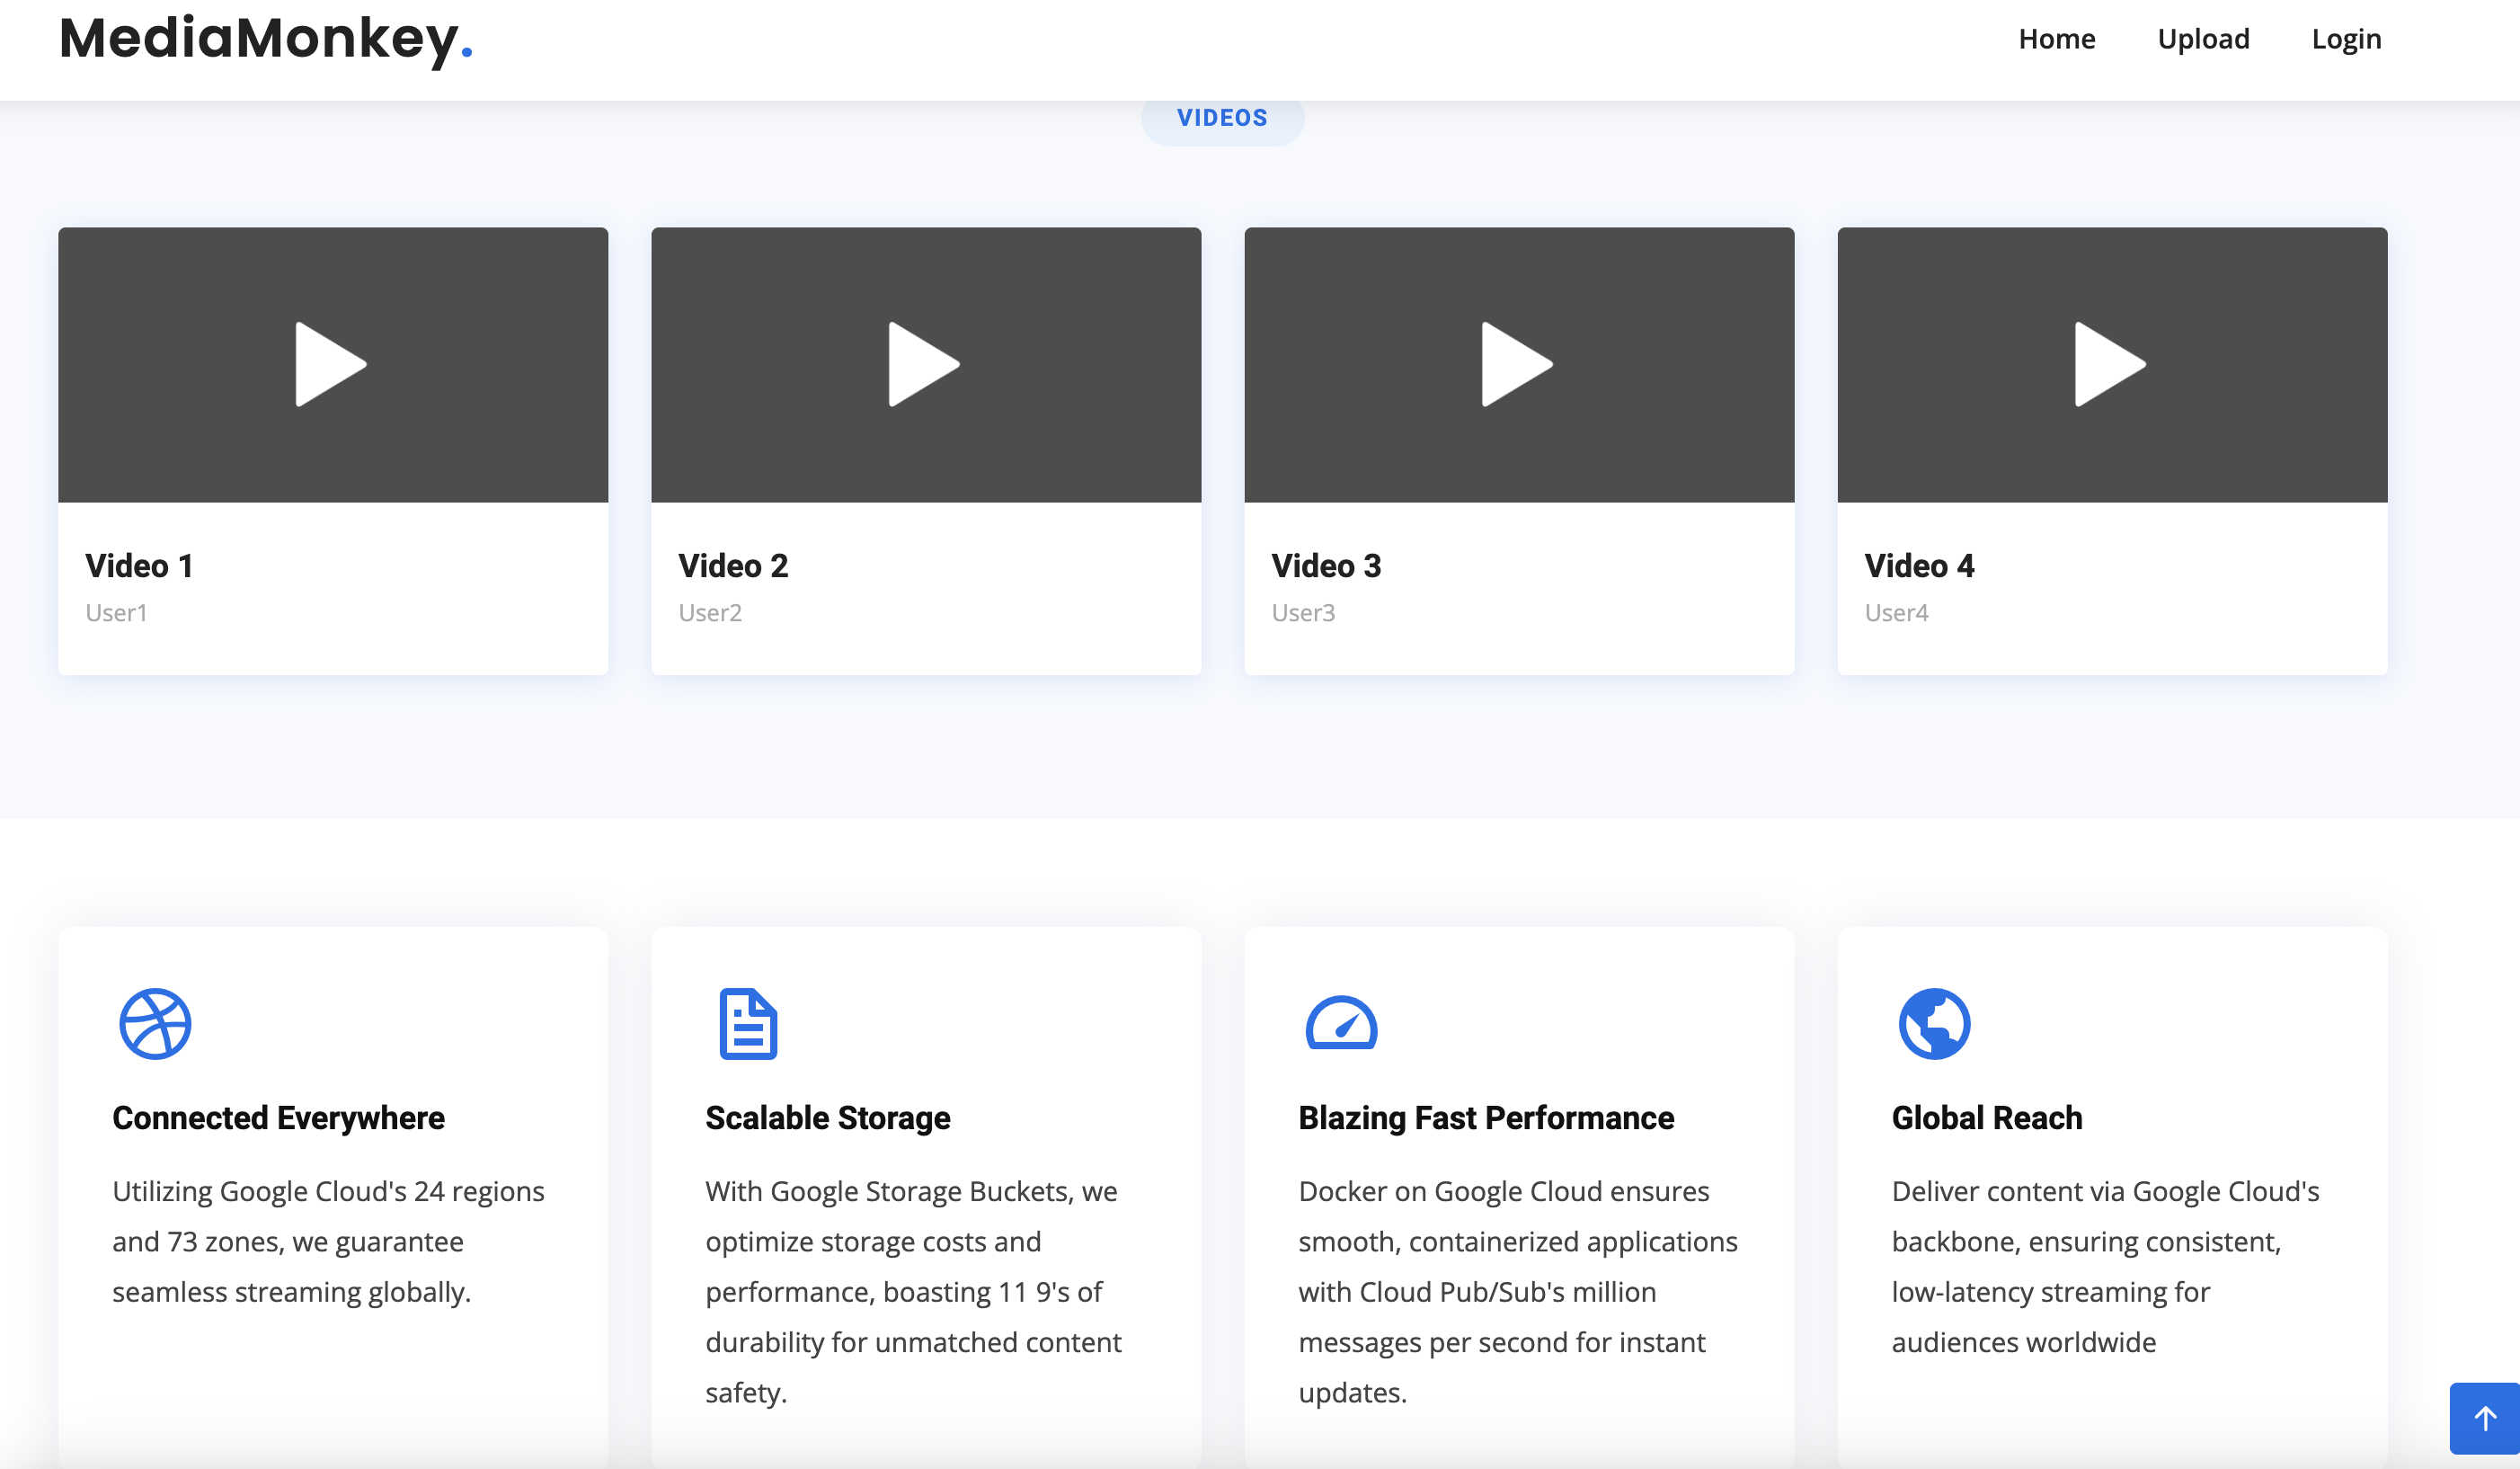 MediaMonkey.
Home Upload Login
VIDEOS
Video 1
User1
Video 2
User2
Video 3
User3
Video 4
User4
Connected Everywhere
Utilizing Google Cloud's 24 regions
and 73 zones, we guarantee
seamless streaming globally.
Scalable Storage
With Google Storage Buckets, we
optimize storage costs and
performance, boasting 11 9's of
durability for unmatched content
safety.
Blazing Fast Performance
Docker on Google Cloud ensures
smooth, containerized applications
with Cloud Pub/Sub's million
messages per second for instant
updates.
Global Reach
Deliver content via Google Cloud's
backbone, ensuring consistent,
low-latency streaming for
audiences worldwide